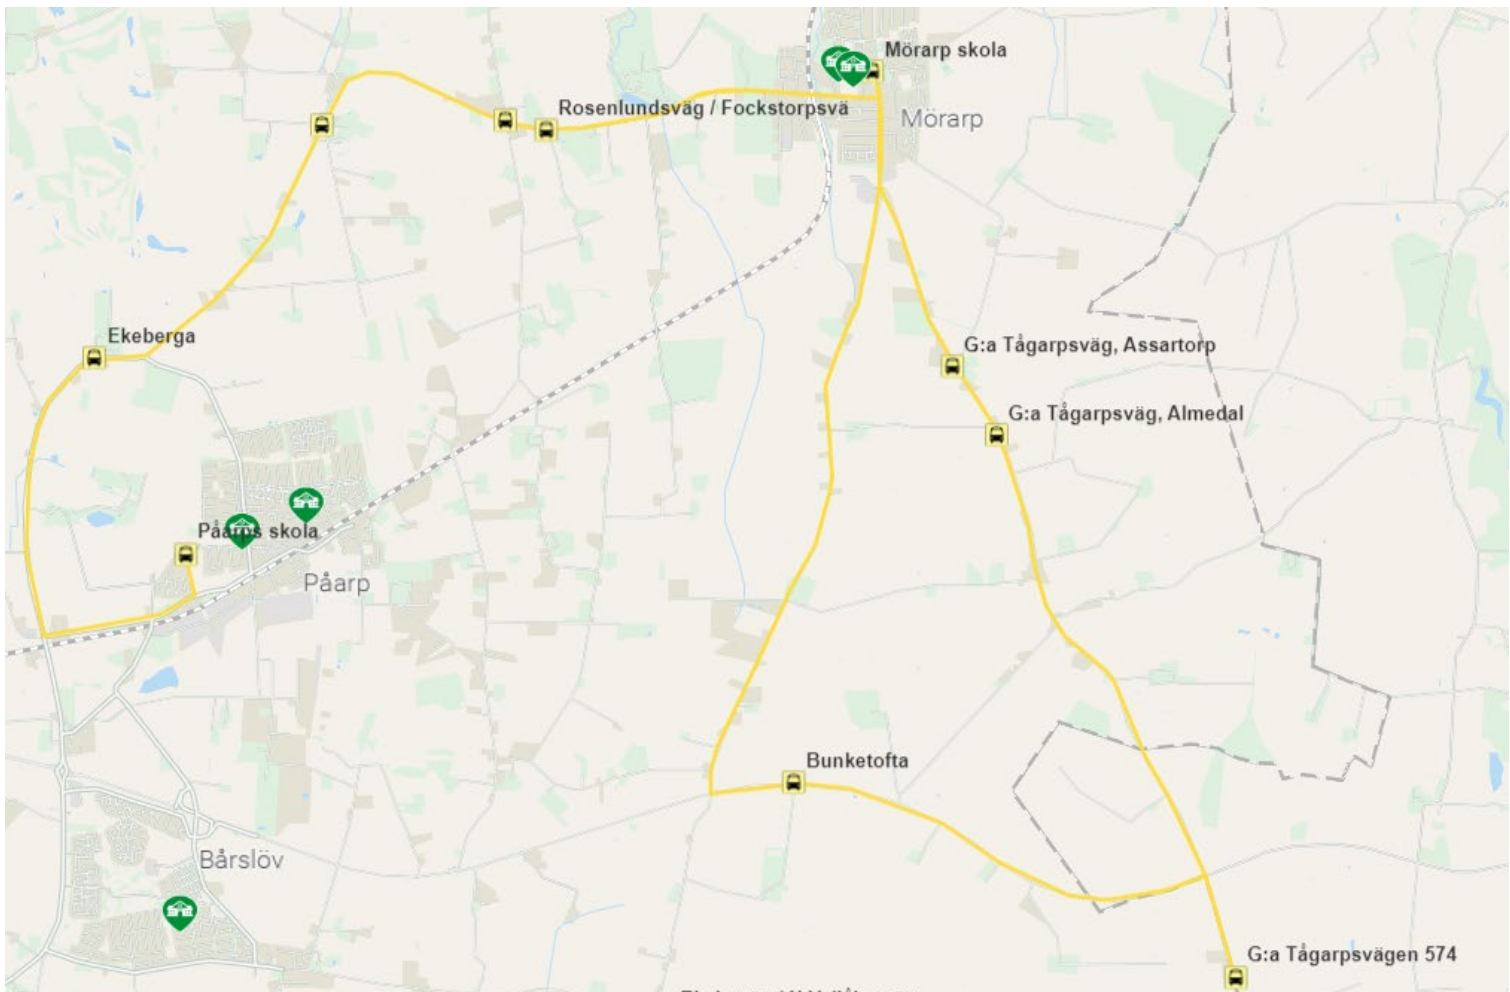 Mörarp skola
Rosenlundsväg / Fockstorpsvä
Mörarp
Ekeberga
G:a Tågarpsväg, Assartorp
G:a Tågarpsväg, Almedal
Påarps skola
Påarp
Bunketofta
Bårslöv
G:a Tågarpsvägen 574